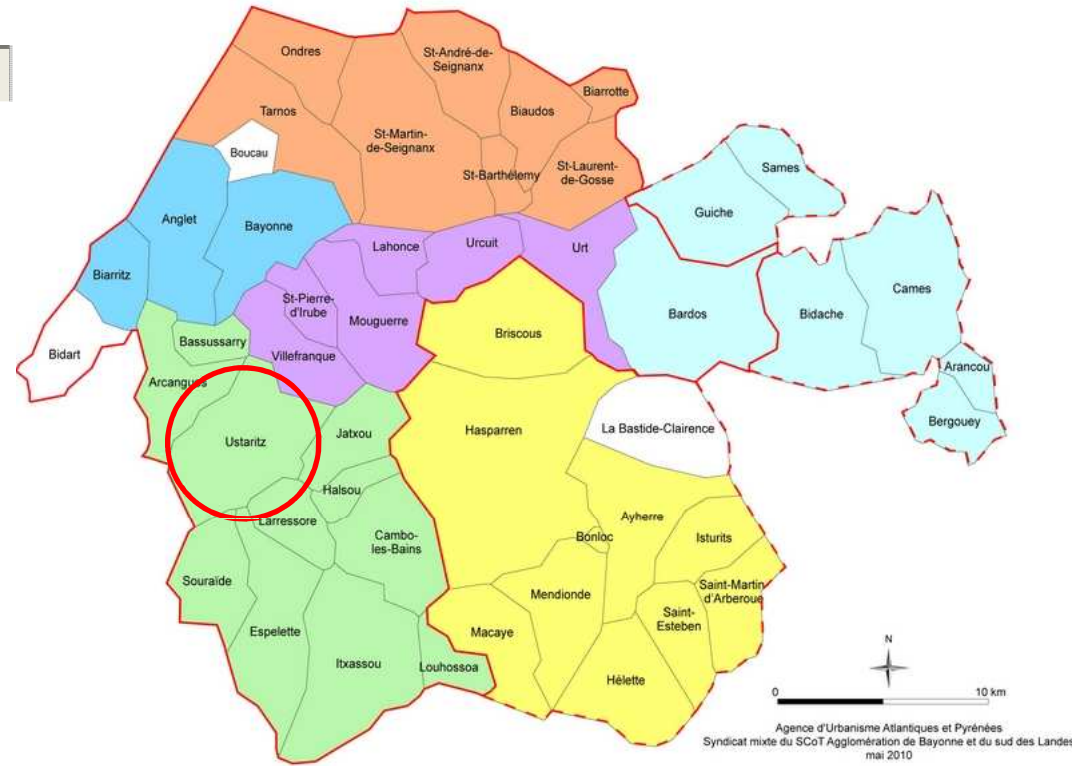 Ondres
St-André-de-
Seignanx
Biarrotte
Tarnos
Biaudos
St-Martin-
de-Seignanx
Boucau
St-Barthélemy
St-Laurent-
de-Gosse
Sames
Guiche
Anglet
Bayonne
Lahonce
Urcuit
Urt
Biarritz
St-Pierre-
d'Irube
Mouguerre
Bardos
Bidache
Cames
Bidart
Bassussarry
Villefranque
Briscous
Arancou
Arcangues
Bergouey
Ustaritz
Jatxou
Hasparren
La Bastide-Clairence
Halsou
Larressore
Ayherre
Cambo-
les-Bains
Bonloc
Isturits
Souraïde
Mendionde
Saint-Martin
d'Arberoue
Saint-
Esteben
Espelette
Macaye
Itxassou
Louhossoa
Hélette
N
0 10 km
Agence d'Urbanisme Atlantiques et Pyrénées
Syndicat mixte du SCoT Agglomération de Bayonne et du sud des Landes
mai 2010